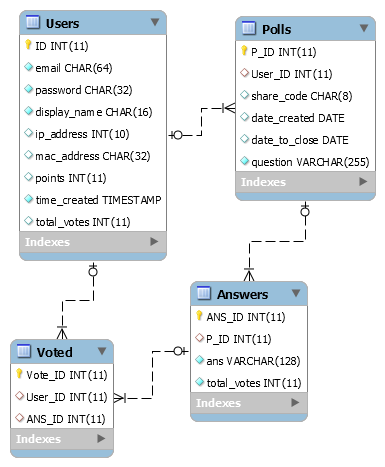 Users
ID INT(11)
email CHAR(64)
password CHAR(32)
display_name CHAR(16)
ip_address INT(10)
mac_address CHAR(32)
points INT(11)
time_created TIMESTAMP
total_votes INT(11)
Indexes
Polls
P_ID INT(11)
User_ID INT(11)
share_code CHAR(8)
date_created DATE
date_to_close DATE
question VARCHAR(255)
Indexes
Answers
ANS_ID INT(11)
P_ID INT(11)
ans VARCHAR(128)
total_votes INT(11)
Indexes
Voted
Vote_ID INT(11)
User_ID INT(11)
ANS_ID INT(11)
Indexes